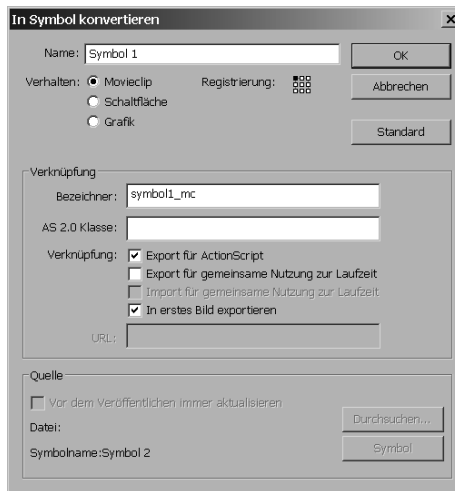 In Symbol konvertieren
Name: Symbol 1 OK
Verhalten: Movieclip Registrierung: Abbrechen
Schaltfläche
Grafik
Standard
Verknüpfung
Bezeichner: symbol1_mc
AS 2.0 Klasse:
Verknüpfung: Export für ActionScript
Export für gemeinsame Nutzung zur Laufzeit
Import für gemeinsame Nutzung zur Laufzeit
In erstes Bild exportieren
URL:
Quelle
Vor dem Veröffentlichen immer aktualisieren
Durchsuchen...
Datei:
Symbolname:Symbol 2 Symbol